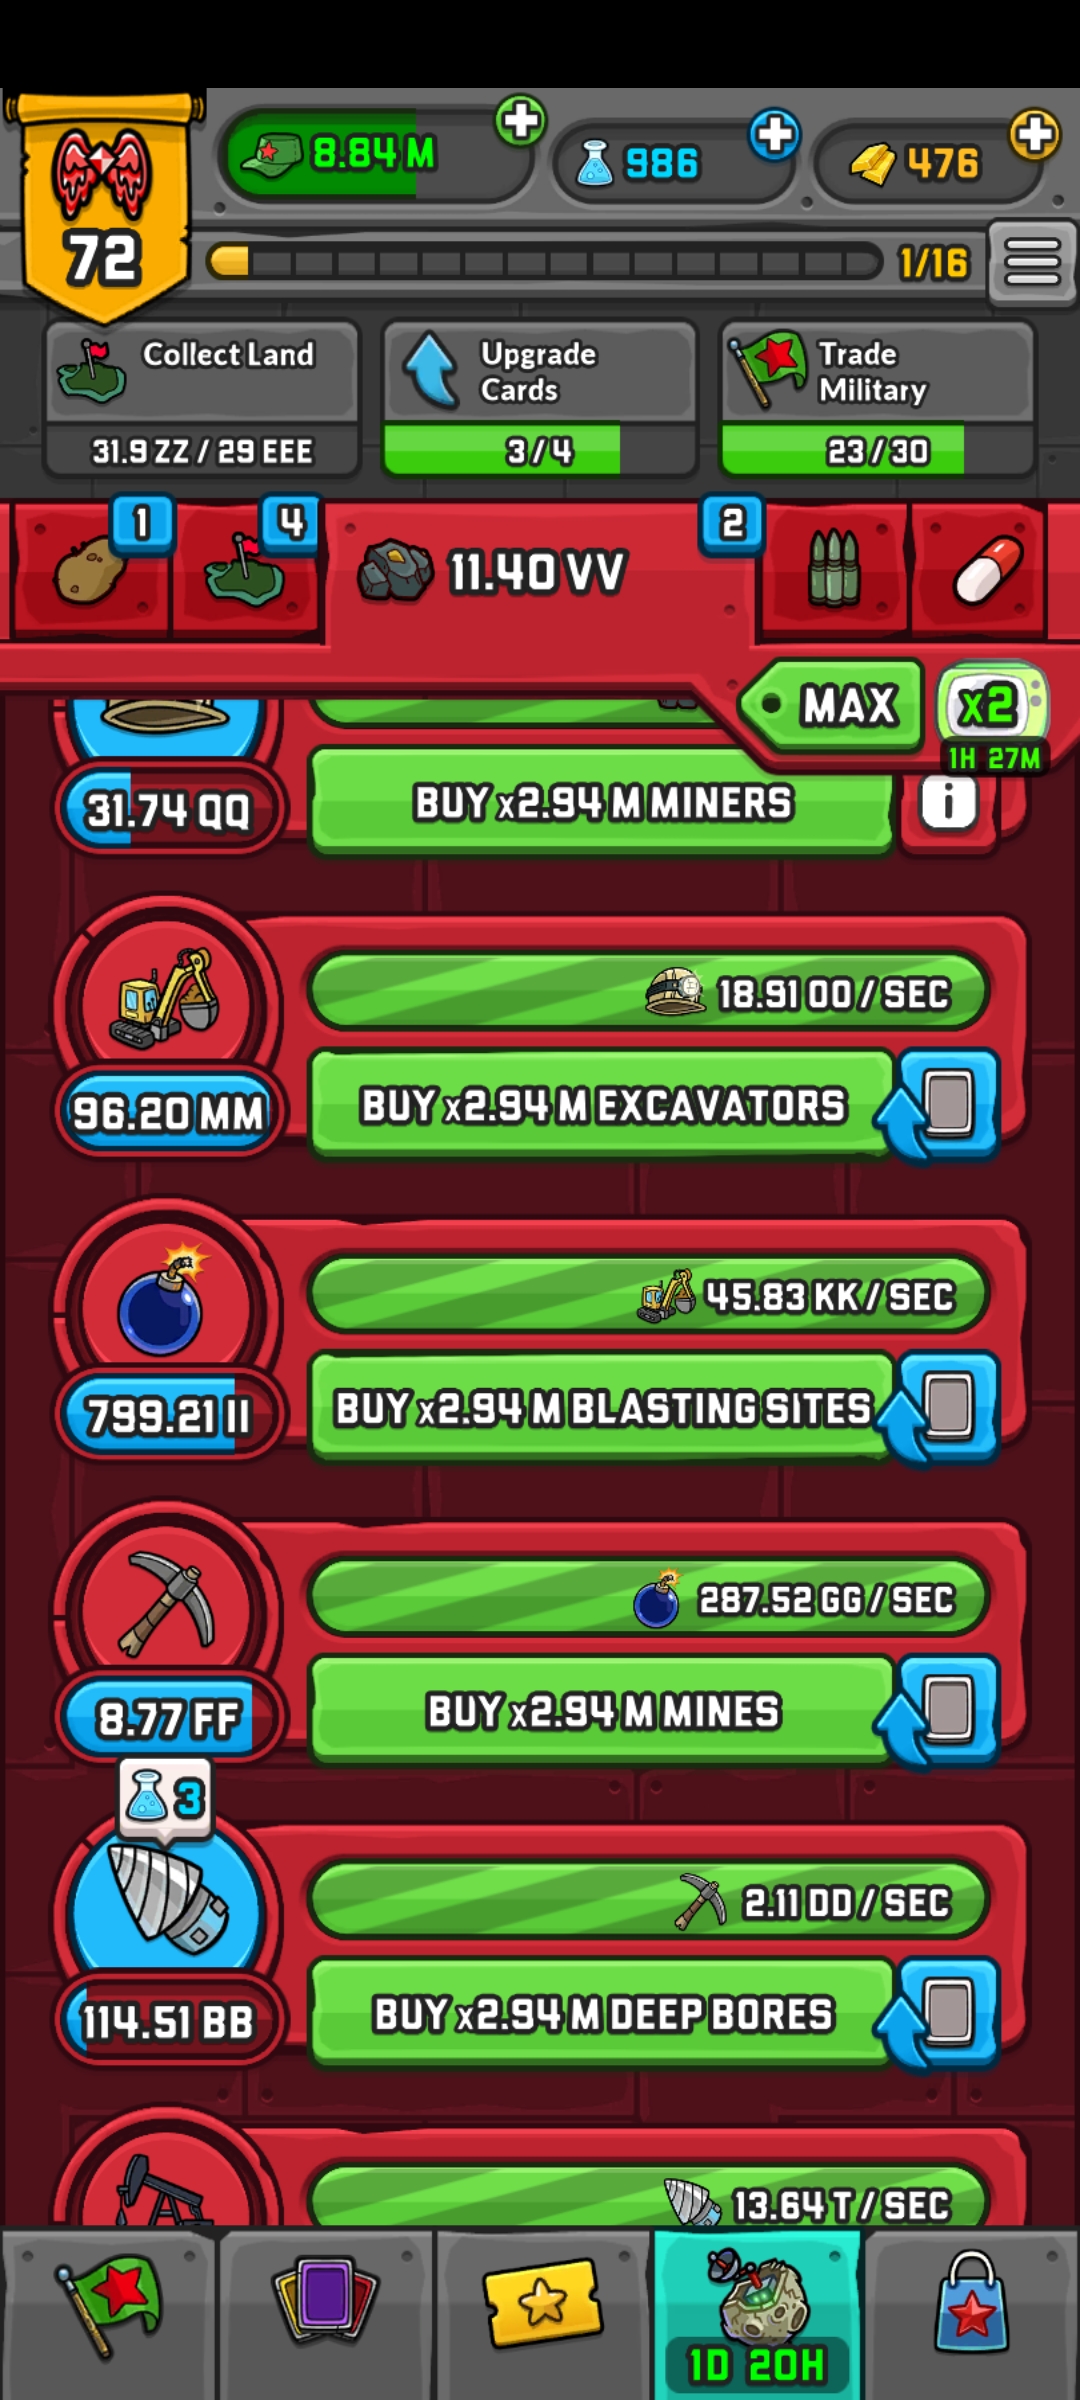 8.84 M
986
476
72
1/16
Collect Land
31.9 ZZ / 29 EEE
Upgrade
Cards
3/4
Trade
Military
23/30
1
4
11.40 VV
2
MAX
x2
1H 27M
31.74 QQ
BUY x2.94 M MINERS
i
18.91 OO / SEC
96.20 MM
BUY x2.94 M EXCAVATORS
45.83 KK / SEC
799.21 II
BUY x2.94 M BLASTING SITES
287.52 GG / SEC
8.77 FF
BUY x2.94 M MINES
3
2.11 DD / SEC
114.51 BB
BUY x2.94 M DEEP BORES
13.64 T / SEC
1D 20H